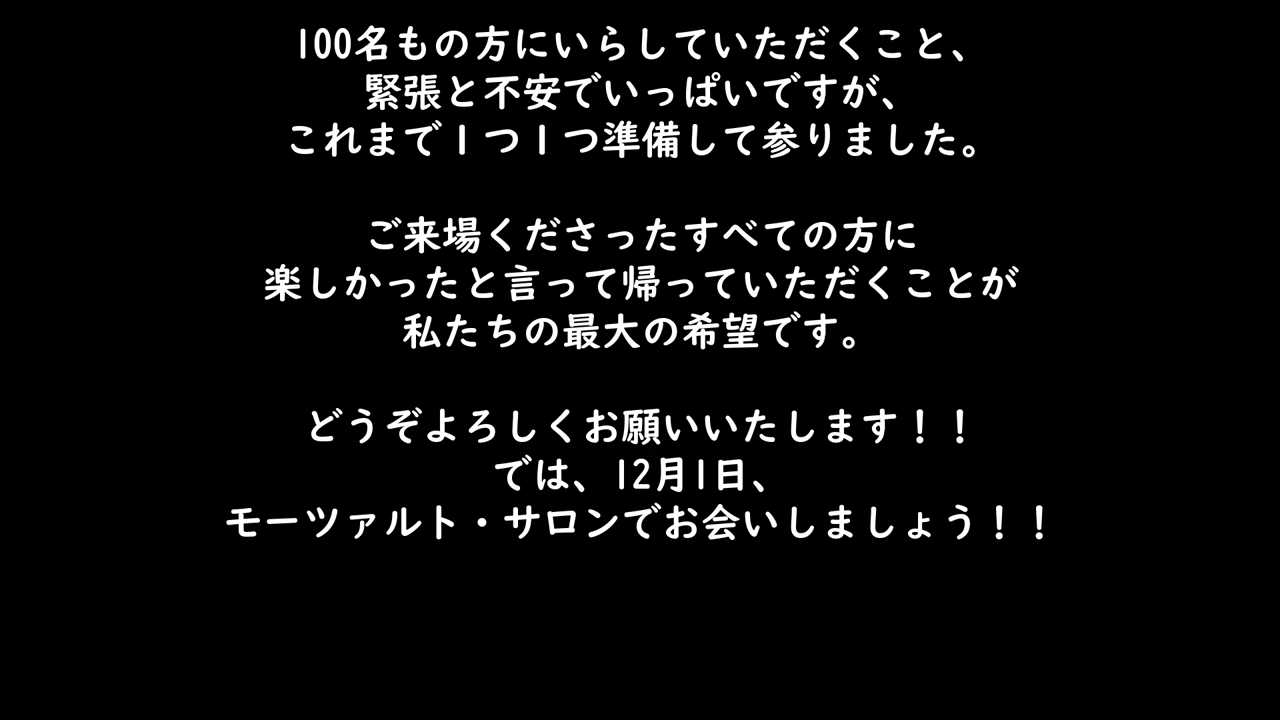 100名もの方にいらしていただくこと、
緊張と不安でいっぱいですが、
これまで1つ1つ準備して参りました。
ご来場くださったすべての方に
楽しかったと言って帰っていただくことが
私たちの最大の希望です。
どうぞよろしくお願いいたします！！
では、12月1日、
モーツァルト・サロンでお会いしましょう！！